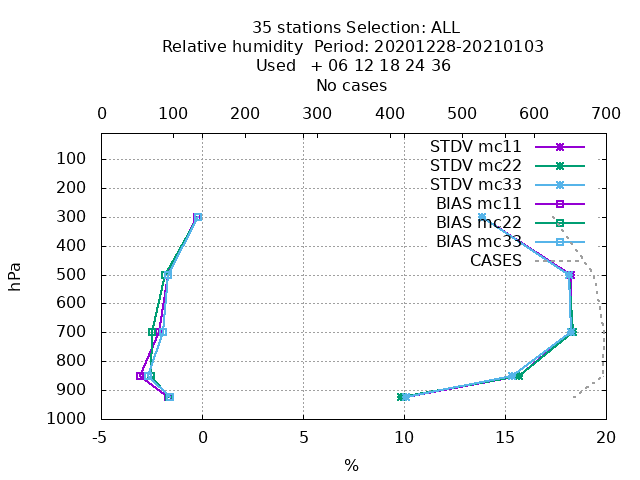 35 stations Selection: ALL
Relative humidity  Period: 20201228-20210103
Used   + 06 12 18 24 36
No cases
0 100 200 300 400 500 600 700
STDV mc11
STDV mc22
STDV mc33
BIAS mc11
BIAS mc22
BIAS mc33
CASES
100
200
300
400
500
600
700
800
900
1000
hPa
-5 0 5 10 15 20
%